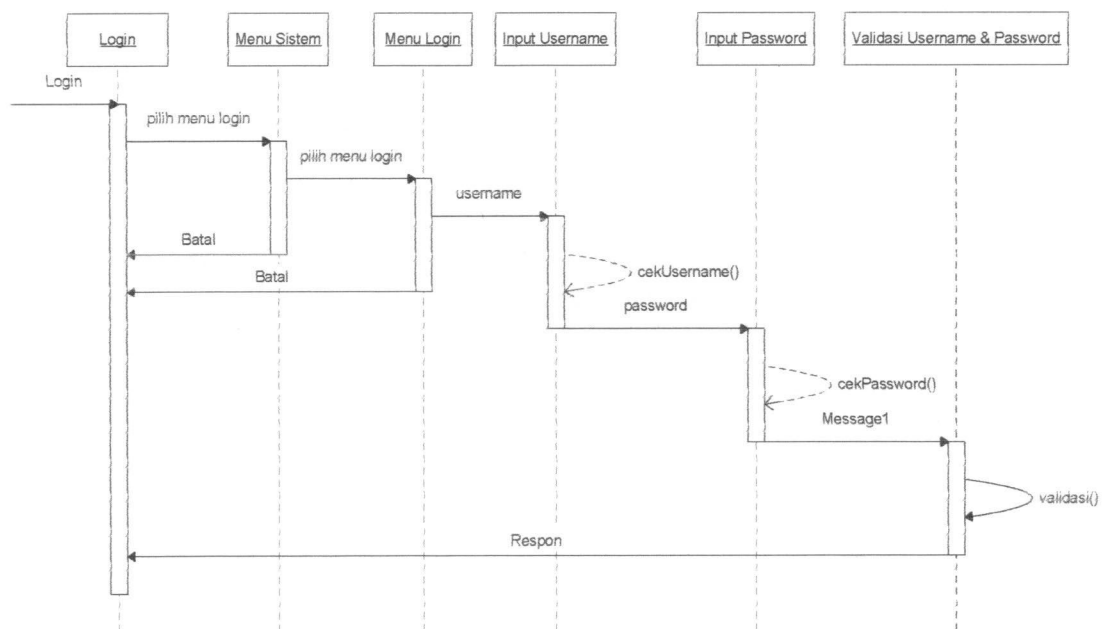 Login
Menu Sistem
Menu Login
Input Username
Input Password
Validasi Username & Password
Login
pilih menu login
pilih menu login
username
Batal
cekUsername()
Batal
password
cekPassword()
Message1
validasi()
Respon